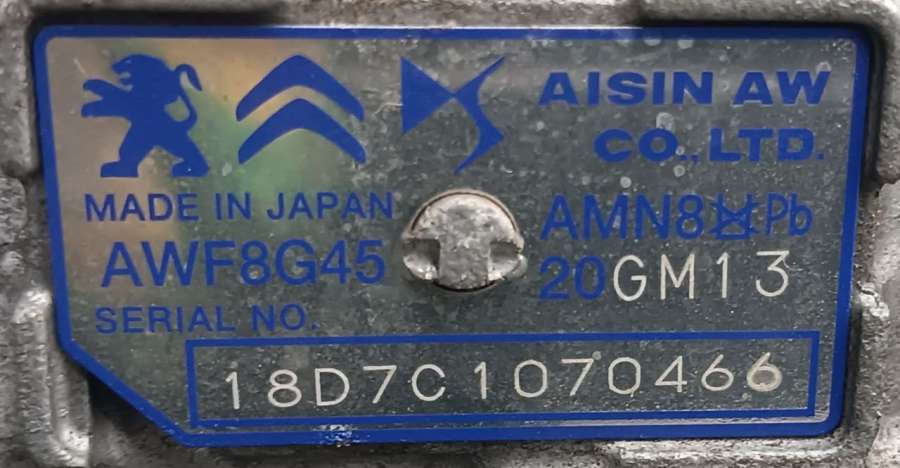 AISIN AW
CO., LTD.
MADE IN JAPAN
AMN8 Pb
AWF8G45
20GM13
SERIAL NO.
18D7C1070466